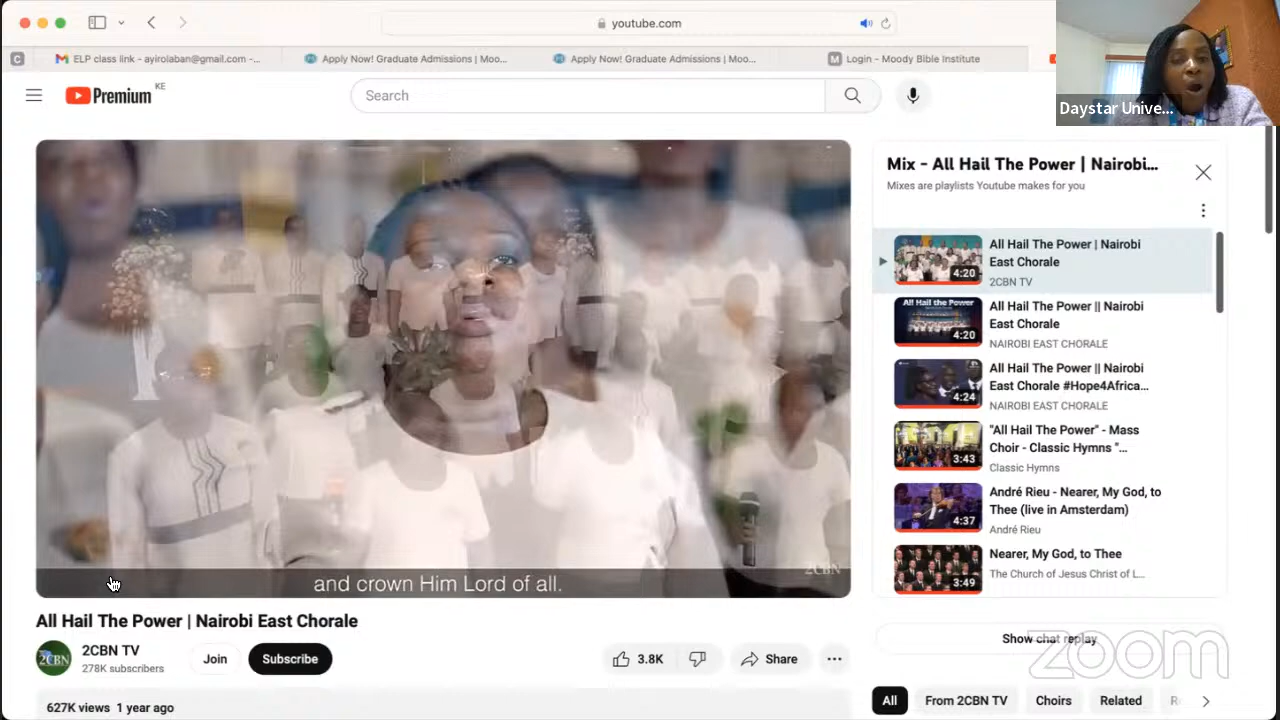 youtube.com
C
ELP class link - ayirolaban@gmail.com -...
Apply Now! Graduate Admissions | Moo...
Apply Now! Graduate Admissions | Moo...
M Login - Moody Bible Institute
Daystar Unive...
Premium KE
Search
and crown Him Lord of all.
2CBN
All Hail The Power | Nairobi East Chorale
2CBN
2CBN TV
278K subscribers
Join
Subscribe
3.8K
Share
627K views 1 year ago
Mix - All Hail The Power | Nairobi...
Mixes are playlists Youtube makes for you
4:20
All Hail The Power | Nairobi
East Chorale
2CBN TV
All Hail the Power
4:20
All Hail The Power || Nairobi
East Chorale
NAIROBI EAST CHORALE
4:24
All Hail the Power || Nairobi
East Chorale #Hope4Africa...
NAIROBI EAST CHORALE
3:43
"All Hail The Power" - Mass
Choir - Classic Hymns "...
Classic Hymns
4:37
André Rieu - Nearer, My God, to
Thee (live in Amsterdam)
André Rieu
3:49
Nearer, My God, to Thee
The Church of Jesus Christ of L...
Show chat replay
zoom
All
From 2CBN TV
Choirs
Related